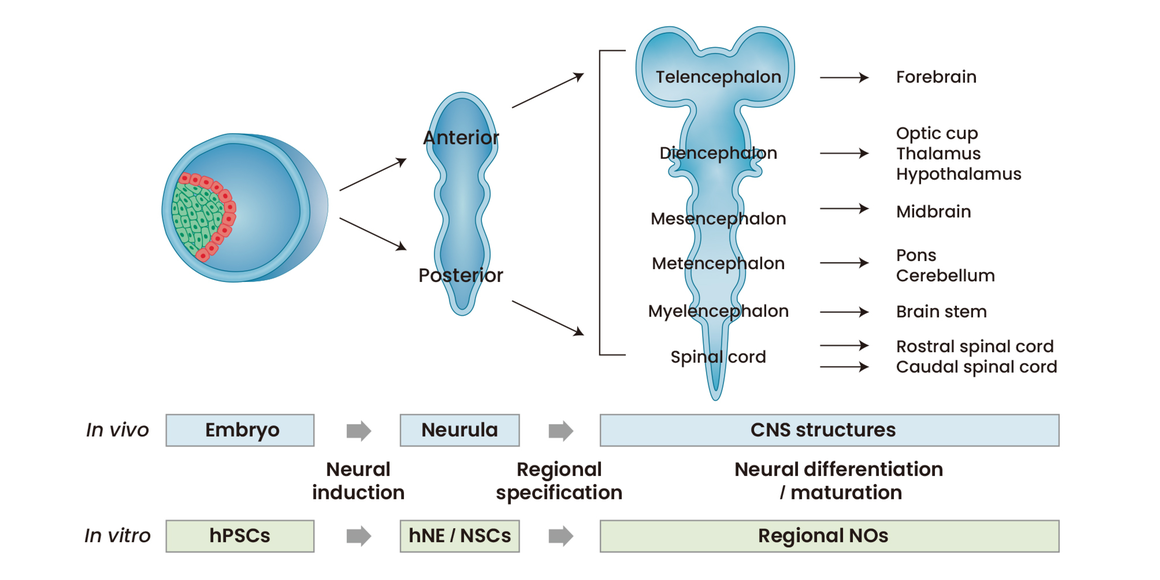 Telencephalon
Forebrain
Anterior
Optic cup
Diencephalon
Thalamus
Hypothalamus
Mesencephalon
Midbrain
Metencephalon
Pons
Cerebellum
Posterior
Myelencephalon
Brain stem
Spinal cord
Rostral spinal cord
Caudal spinal cord
In vivo
Embryo
Neurula
CNS structures
Neural
induction
Regional
specification
Neural differentiation
/ maturation
In vitro
hPSCs
hNE / NSCs
Regional NOs